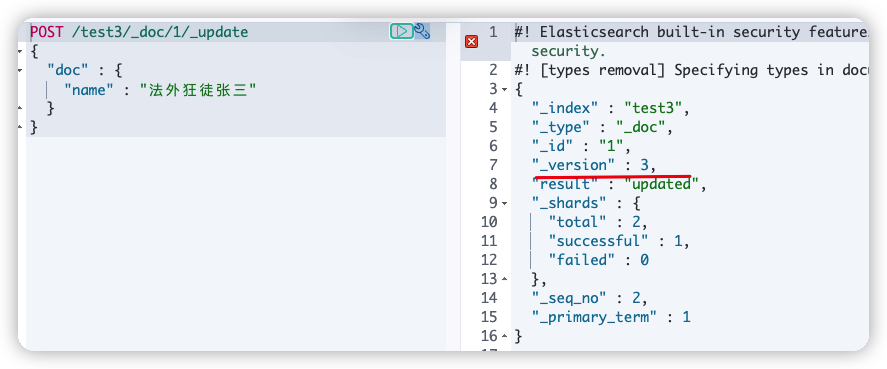 POST /test3/_doc/1/_update
{
"doc" : {
"name" : "法外狂徒张三"
}
}
1 #! Elasticsearch built-in security feature
security.
2 #! [types removal] Specifying types in doc
3 {
4 "_index" : "test3",
5 "_type" : "_doc",
6 "_id" : "1",
7 "_version" : 3,
8 "result" : "updated",
9 "_shards" : {
10 "total" : 2,
11 "successful" : 1,
12 "failed" : 0
13 },
14 "_seq_no" : 2,
15 "_primary_term" : 1
16 }